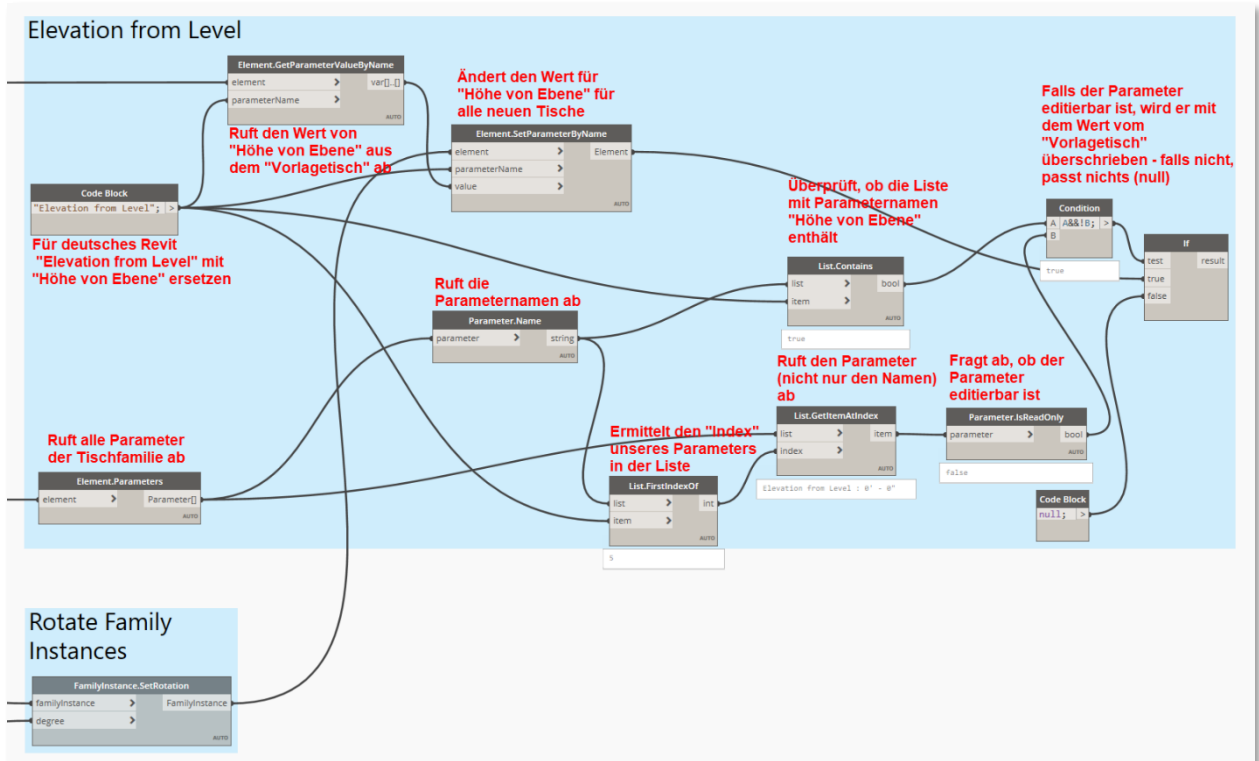 Elevation from Level
Element.GetParameterValueByName
element > var[]..[]
parameterName >
AUTO
Ruft den Wert von
"Höhe von Ebene" aus
dem "Vorlagetisch" ab
Ändert den Wert für
"Höhe von Ebene" für
alle neuen Tische
Element.SetParameterByName
element > Element
parameterName >
value >
AUTO
Code Block
"Elevation from Level"; >
Für deutsches Revit
"Elevation from Level" mit
"Höhe von Ebene" ersetzen
Falls der Parameter
editierbar ist, wird er mit
dem Wert vom
"Vorlagetisch"
überschrieben - falls nicht,
passt nichts (null)
Überprüft, ob die Liste
mit Parameternamen
"Höhe von Ebene"
enthält
Condition
A A&&!B; >
B
true
If
test result
true
false
List.Contains
list > bool
item >
AUTO
true
Ruft die
Parameternamen ab
Parameter.Name
parameter > string
AUTO
Ruft den Parameter
(nicht nur den Namen)
ab
List.GetItemAtIndex
list > item
index >
AUTO
Elevation from Level : 0' - 0"
Fragt ab, ob der
Parameter
editierbar ist
Parameter.IsReadOnly
parameter > bool
AUTO
false
Ruft alle Parameter
der Tischfamilie ab
Element.Parameters
element > Parameter[]
AUTO
Ermittelt den "Index"
unseres Parameters
in der Liste
List.FirstIndexOf
list > int
item >
AUTO
5
Code Block
null; >
Rotate Family
Instances
FamilyInstance.SetRotation
familyInstance > FamilyInstance
degree >
AUTO